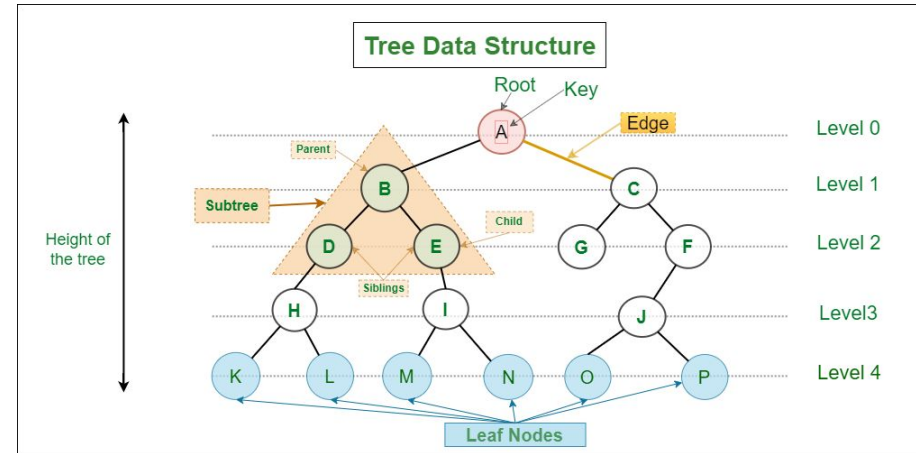 Tree Data Structure
Root
Key
A
Edge
Level 0
Parent
B
C
Level 1
Subtree
Child
Height of
the tree
D
E
G
F
Level 2
Siblings
H
I
J
Level3
K
L
M
N
O
P
Level 4
Leaf Nodes